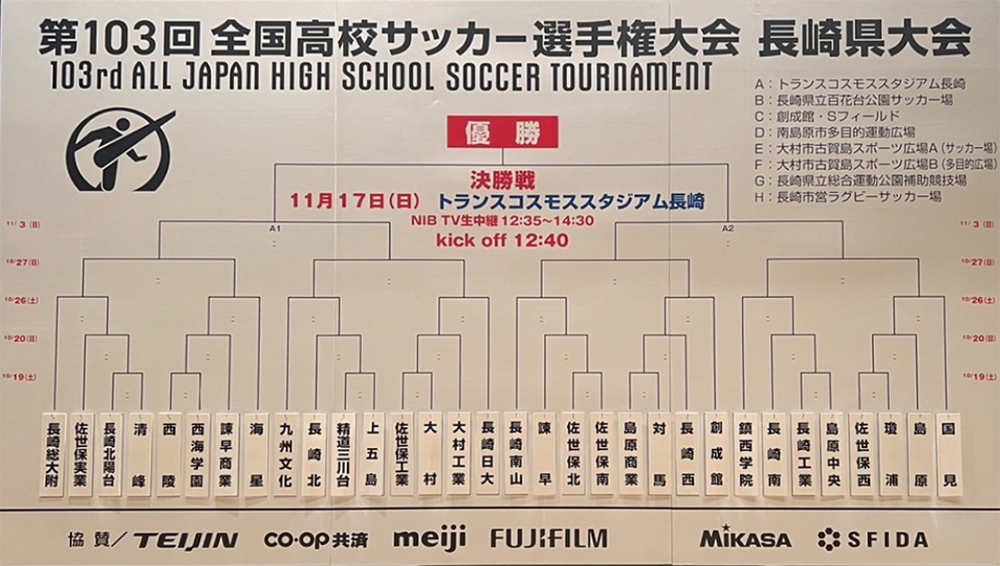 第103回 全国高校サッカー選手権大会 長崎県大会
103rd ALL JAPAN HIGH SCHOOL SOCCER TOURNAMENT
A：トランスコスモススタジアム長崎
B：長崎県立百花台公園サッカー場
C：創成館・Sフィールド
D：南島原市多目的運動広場
E：大村市古賀島スポーツ広場A（サッカー場）
F：大村市古賀島スポーツ広場B（多目的広場）
G：長崎県立総合運動公園補助競技場
H：長崎市営ラグビーサッカー場
優勝
決勝戦
11月17日(日) トランスコスモススタジアム長崎
NIB TV生中継 12:35～14:30
kick off 12:40
11/3(日) A1 A2 11/3(日)
10/27(日) 10/27(日)
10/26(土) 10/26(土)
10/20(日) 10/20(日)
10/19(土) 10/19(土)
長崎総大附
佐世保実業
長崎北陽台
清峰
西陵
西海学園
諫早商業
海星
九州文化
長崎北
精道三川台
上五島
佐世保工業
大村
大村工業
長崎日大
長崎南山
諫早
佐世保北
佐世保南
島原商業
対馬
長崎西
創成館
鎮西学院
長崎南
長崎工業
島原中央
佐世保西
瓊浦
島原
国見
協賛／TEIJIN CO・OP共済 meiji FUJIFILM MIKASA SFIDA